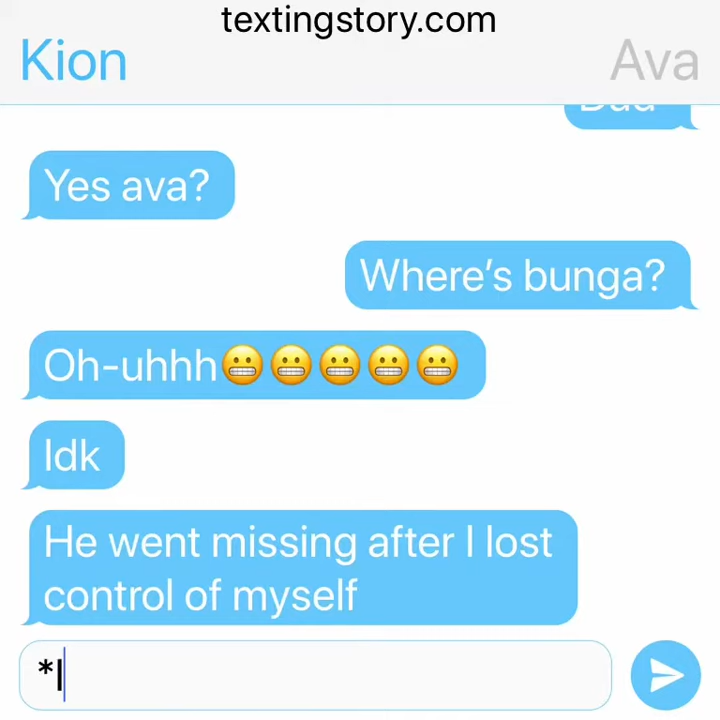 textingstory.com
Kion
Ava
Dad
Yes ava?
Where's bunga?
Oh-uhhh😬😬😬😬😬
Idk
He went missing after I lost
control of myself
*I